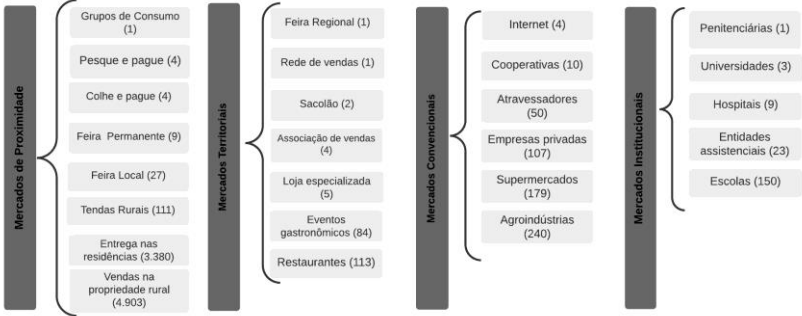 Mercados de Proximidade
Grupos de Consumo
(1)
Pesque e pague (4)
Colhe e pague (4)
Feira Permanente (9)
Feira Local (27)
Tendas Rurais (111)
Entrega nas
residências (3.380)
Vendas na
propriedade rural
(4.903)
Mercados Territoriais
Feira Regional (1)
Rede de vendas (1)
Sacolão (2)
Associação de vendas
(4)
Loja especializada
(5)
Eventos
gastronômicos (84)
Restaurantes (113)
Mercados Convencionais
Internet (4)
Cooperativas (10)
Atravessadores
(50)
Empresas privadas
(107)
Supermercados
(179)
Agroindústrias
(240)
Mercados Institucionais
Penitenciárias (1)
Universidades (3)
Hospitais (9)
Entidades
assistenciais (23)
Escolas (150)